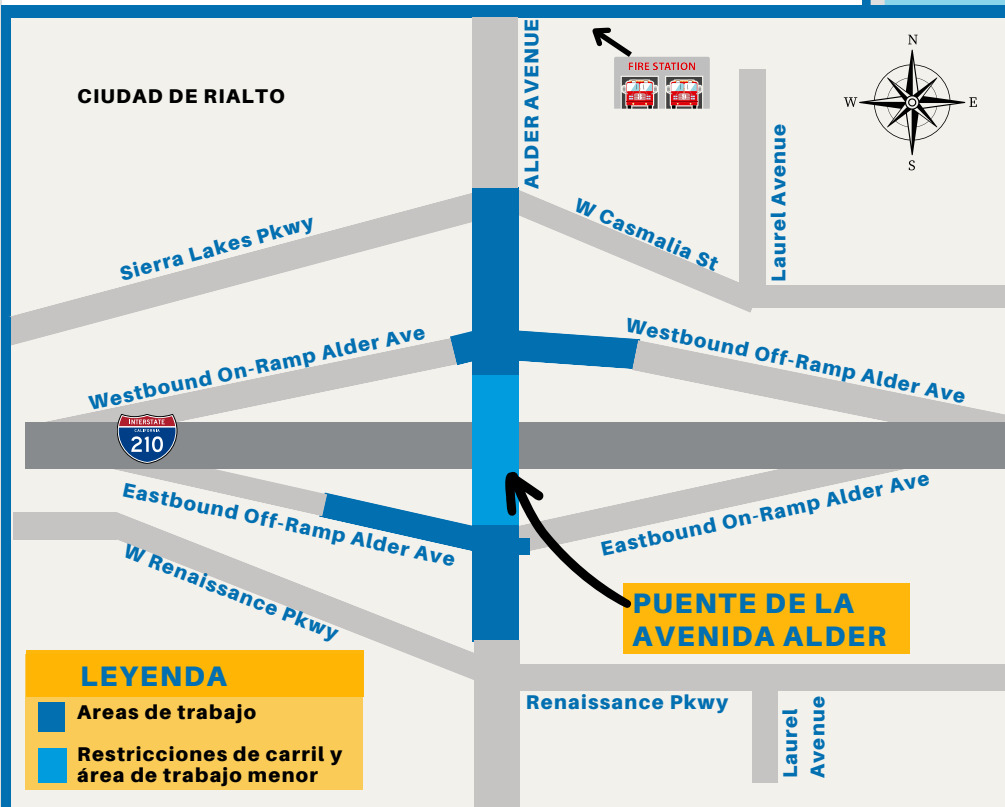 CIUDAD DE RIALTO
ALDER AVENUE
FIRE STATION
Laurel Avenue
N
W
E
S
Sierra Lakes Pkwy
W Casmalia St
Westbound On-Ramp Alder Ave
Westbound Off-Ramp Alder Ave
INTERSTATE
CALIFORNIA
210
Eastbound Off-Ramp Alder Ave
Eastbound On-Ramp Alder Ave
W Renaissance Pkwy
PUENTE DE LA
AVENIDA ALDER
LEYENDA
Areas de trabajo
Restricciones de carril y
área de trabajo menor
Renaissance Pkwy
Laurel
Avenue